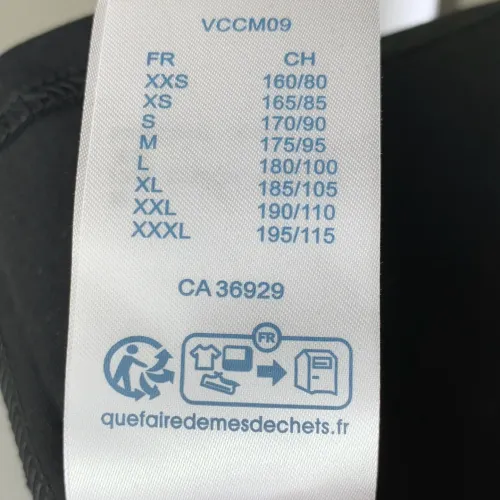 VCCM09
FR CH
XXS 160/80
XS 165/85
S 170/90
M 175/95
L 180/100
XL 185/105
XXL 190/110
XXXL 195/115
CA 36929
FR
quefairedemesdechets.fr